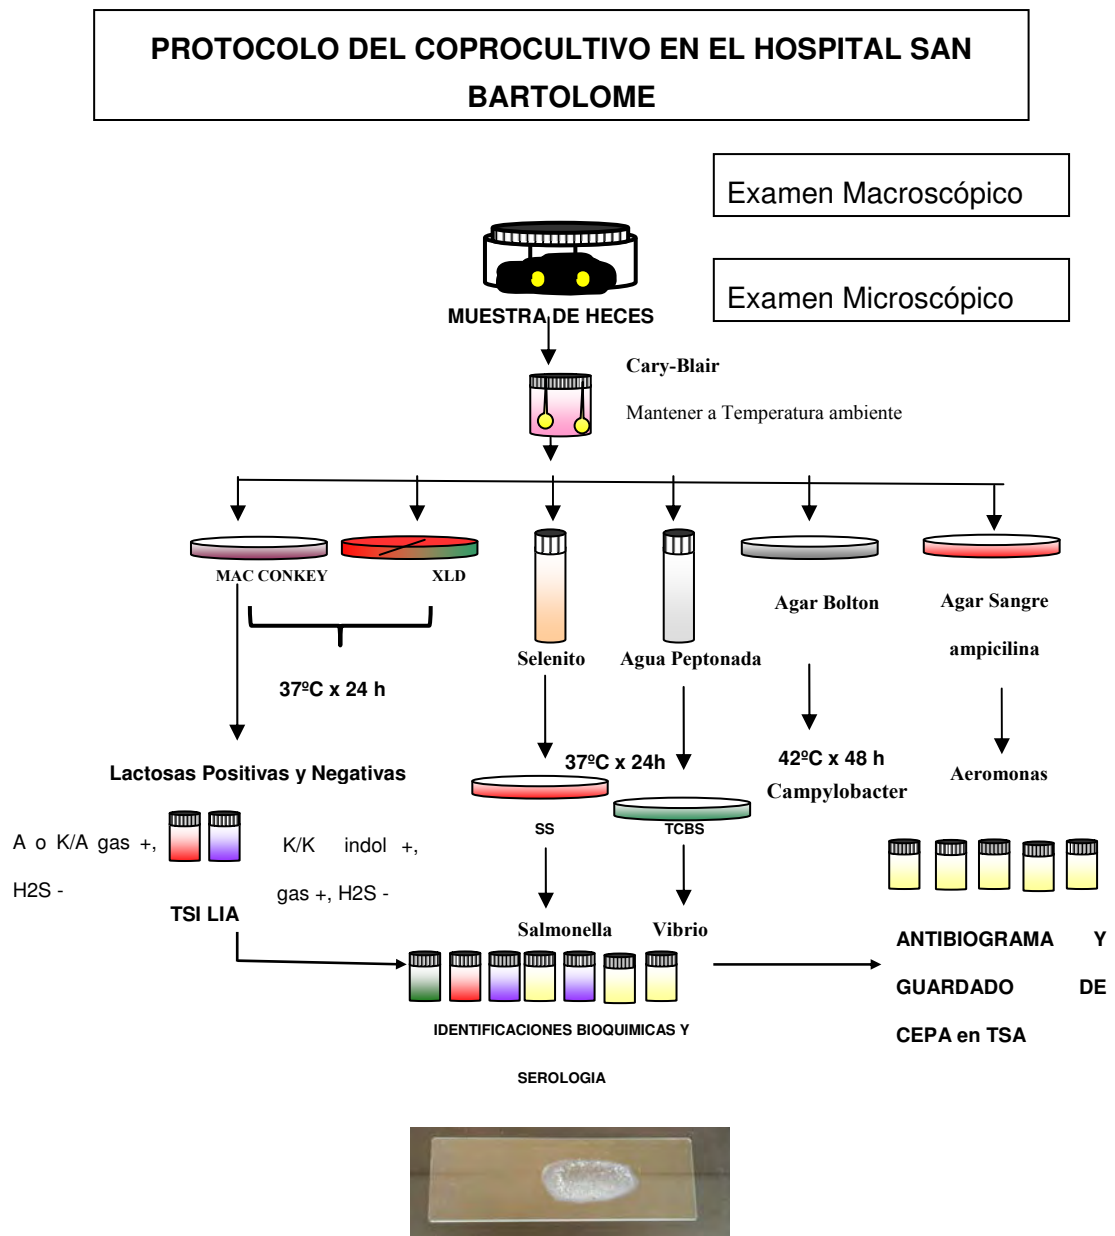 PROTOCOLO DEL COPROCULTIVO EN EL HOSPITAL SAN
BARTOLOME
Examen Macroscópico
Examen Microscópico
MUESTRA DE HECES
Cary-Blair
Mantener a Temperatura ambiente
MAC CONKEY
XLD
Selenito
Agua Peptonada
Agar Bolton
Agar Sangre
ampicilina
37ºC x 24 h
37ºC x 24h
42ºC x 48 h
Campylobacter
Aeromonas
Lactosas Positivas y Negativas
SS
TCBS
A o K/A gas +,
H2S -
K/K indol +,
gas +, H2S -
TSI LIA
Salmonella
Vibrio
ANTIBIOGRAMA Y
GUARDADO DE
CEPA en TSA
IDENTIFICACIONES BIOQUIMICAS Y
SEROLOGIA